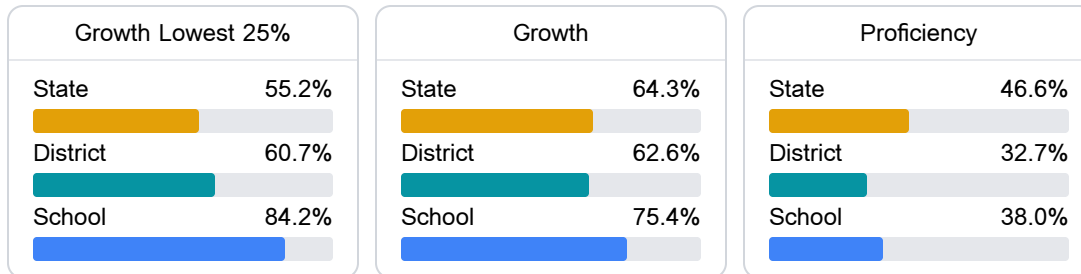 Growth Lowest 25%
State 55.2%
District 60.7%
School 84.2%
Growth
State 64.3%
District 62.6%
School 75.4%
Proficiency
State 46.6%
District 32.7%
School 38.0%